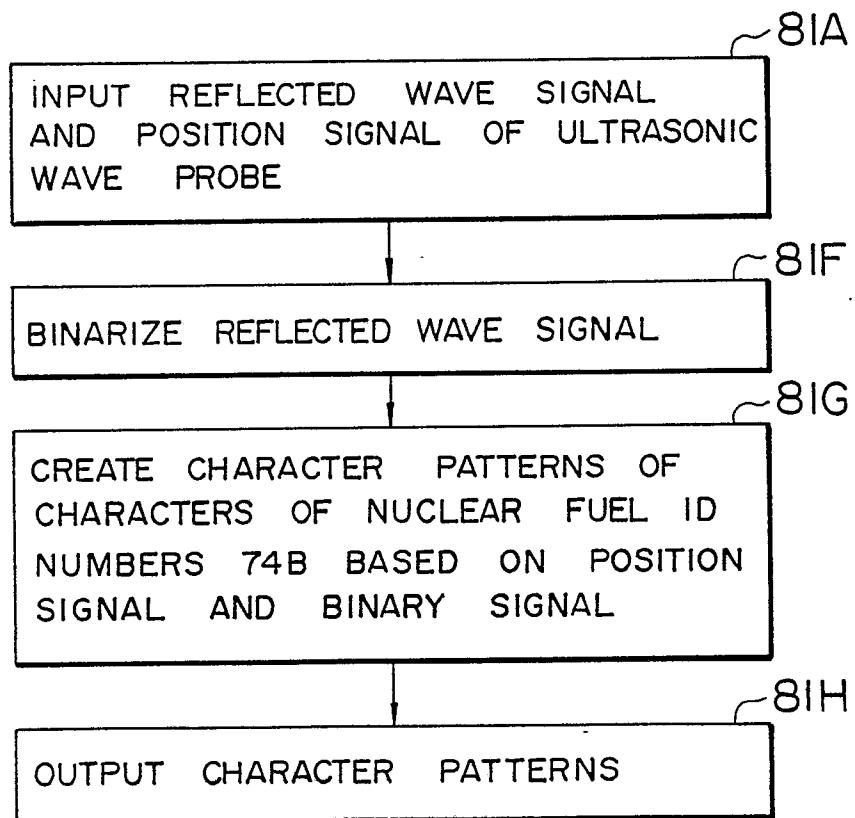 81A
INPUT REFLECTED WAVE SIGNAL
AND POSITION SIGNAL OF ULTRASONIC
WAVE PROBE
81F
BINARIZE REFLECTED WAVE SIGNAL
81G
CREATE CHARACTER PATTERNS OF
CHARACTERS OF NUCLEAR FUEL ID
NUMBERS 74B BASED ON POSITION
SIGNAL AND BINARY SIGNAL
81H
OUTPUT CHARACTER PATTERNS